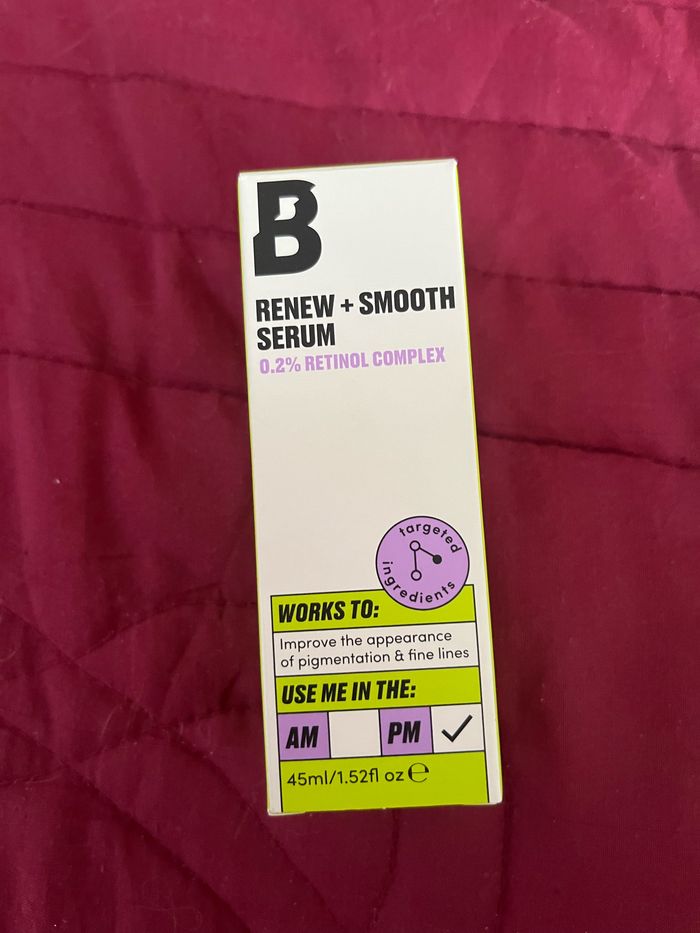 B
RENEW + SMOOTH
SERUM
0.2% RETINOL COMPLEX
targeted
ingredients
WORKS TO:
Improve the appearance
of pigmentation & fine lines
USE ME IN THE:
AM PM ✓
45ml/1.52fl oz ℮